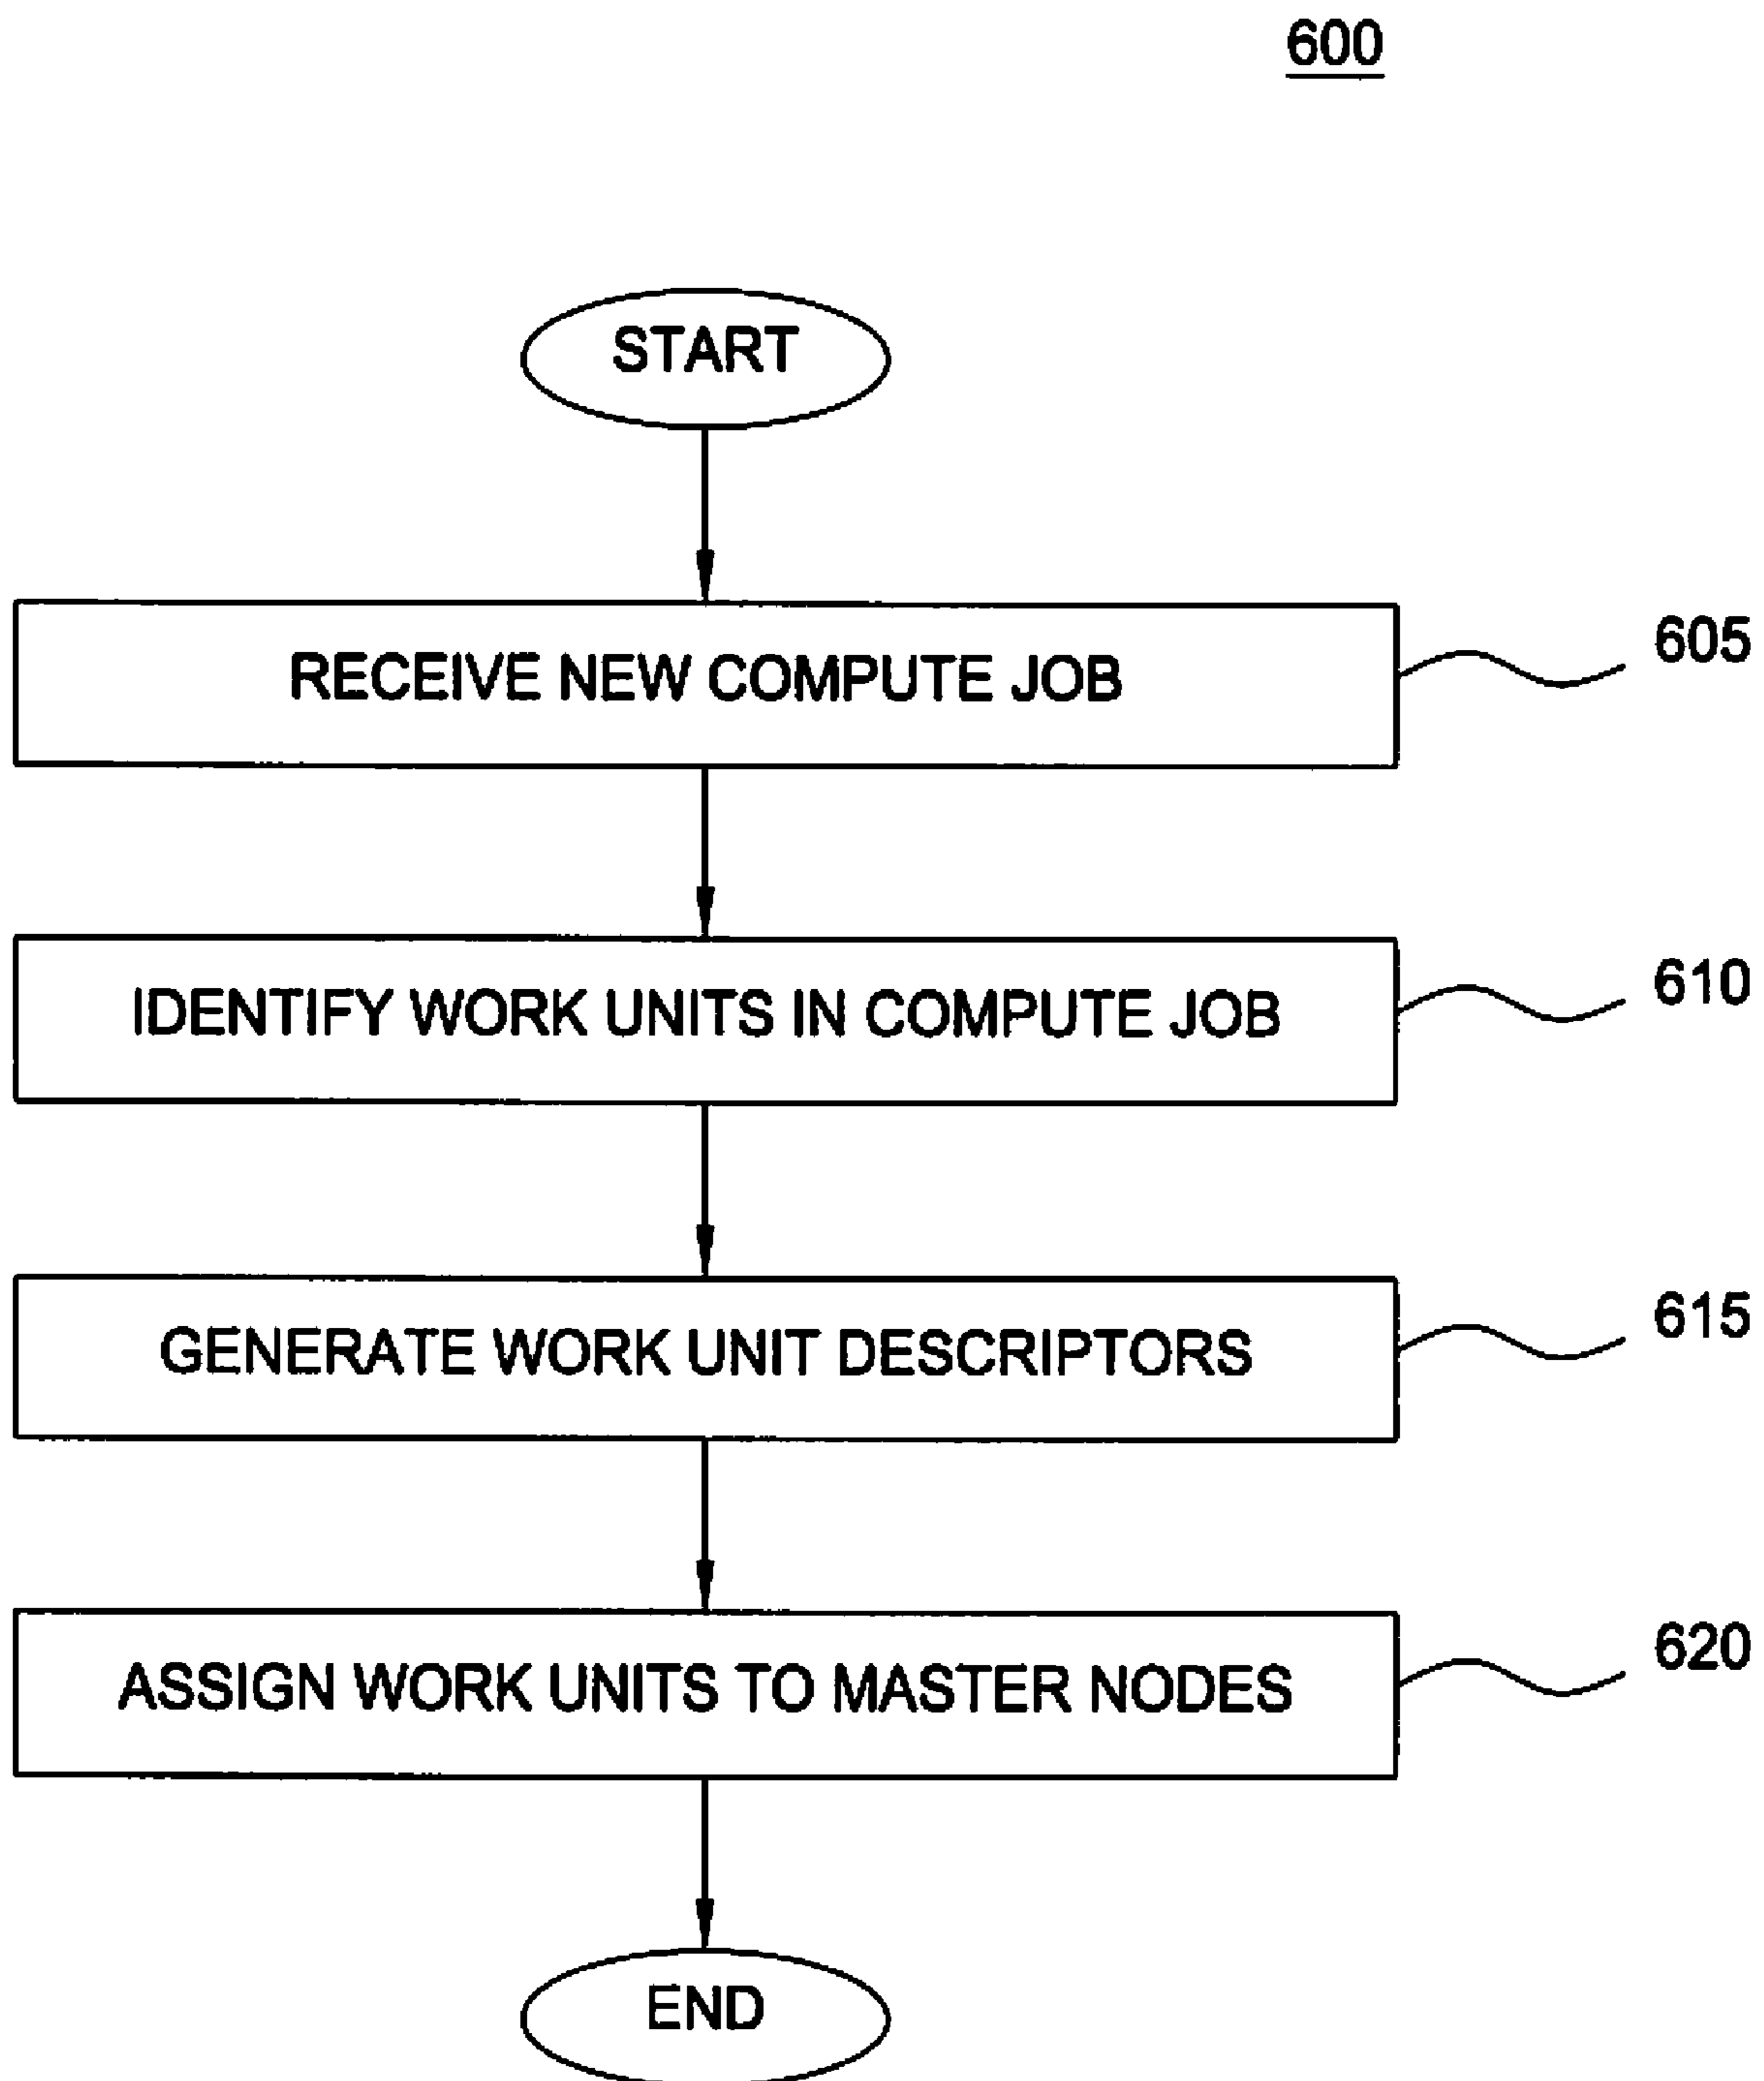 600
START
RECEIVE NEW COMPUTE JOB
605
IDENTIFY WORK UNITS IN COMPUTE JOB
610
GENERATE WORK UNIT DESCRIPTORS
615
ASSIGN WORK UNITS TO MASTER NODES
620
END